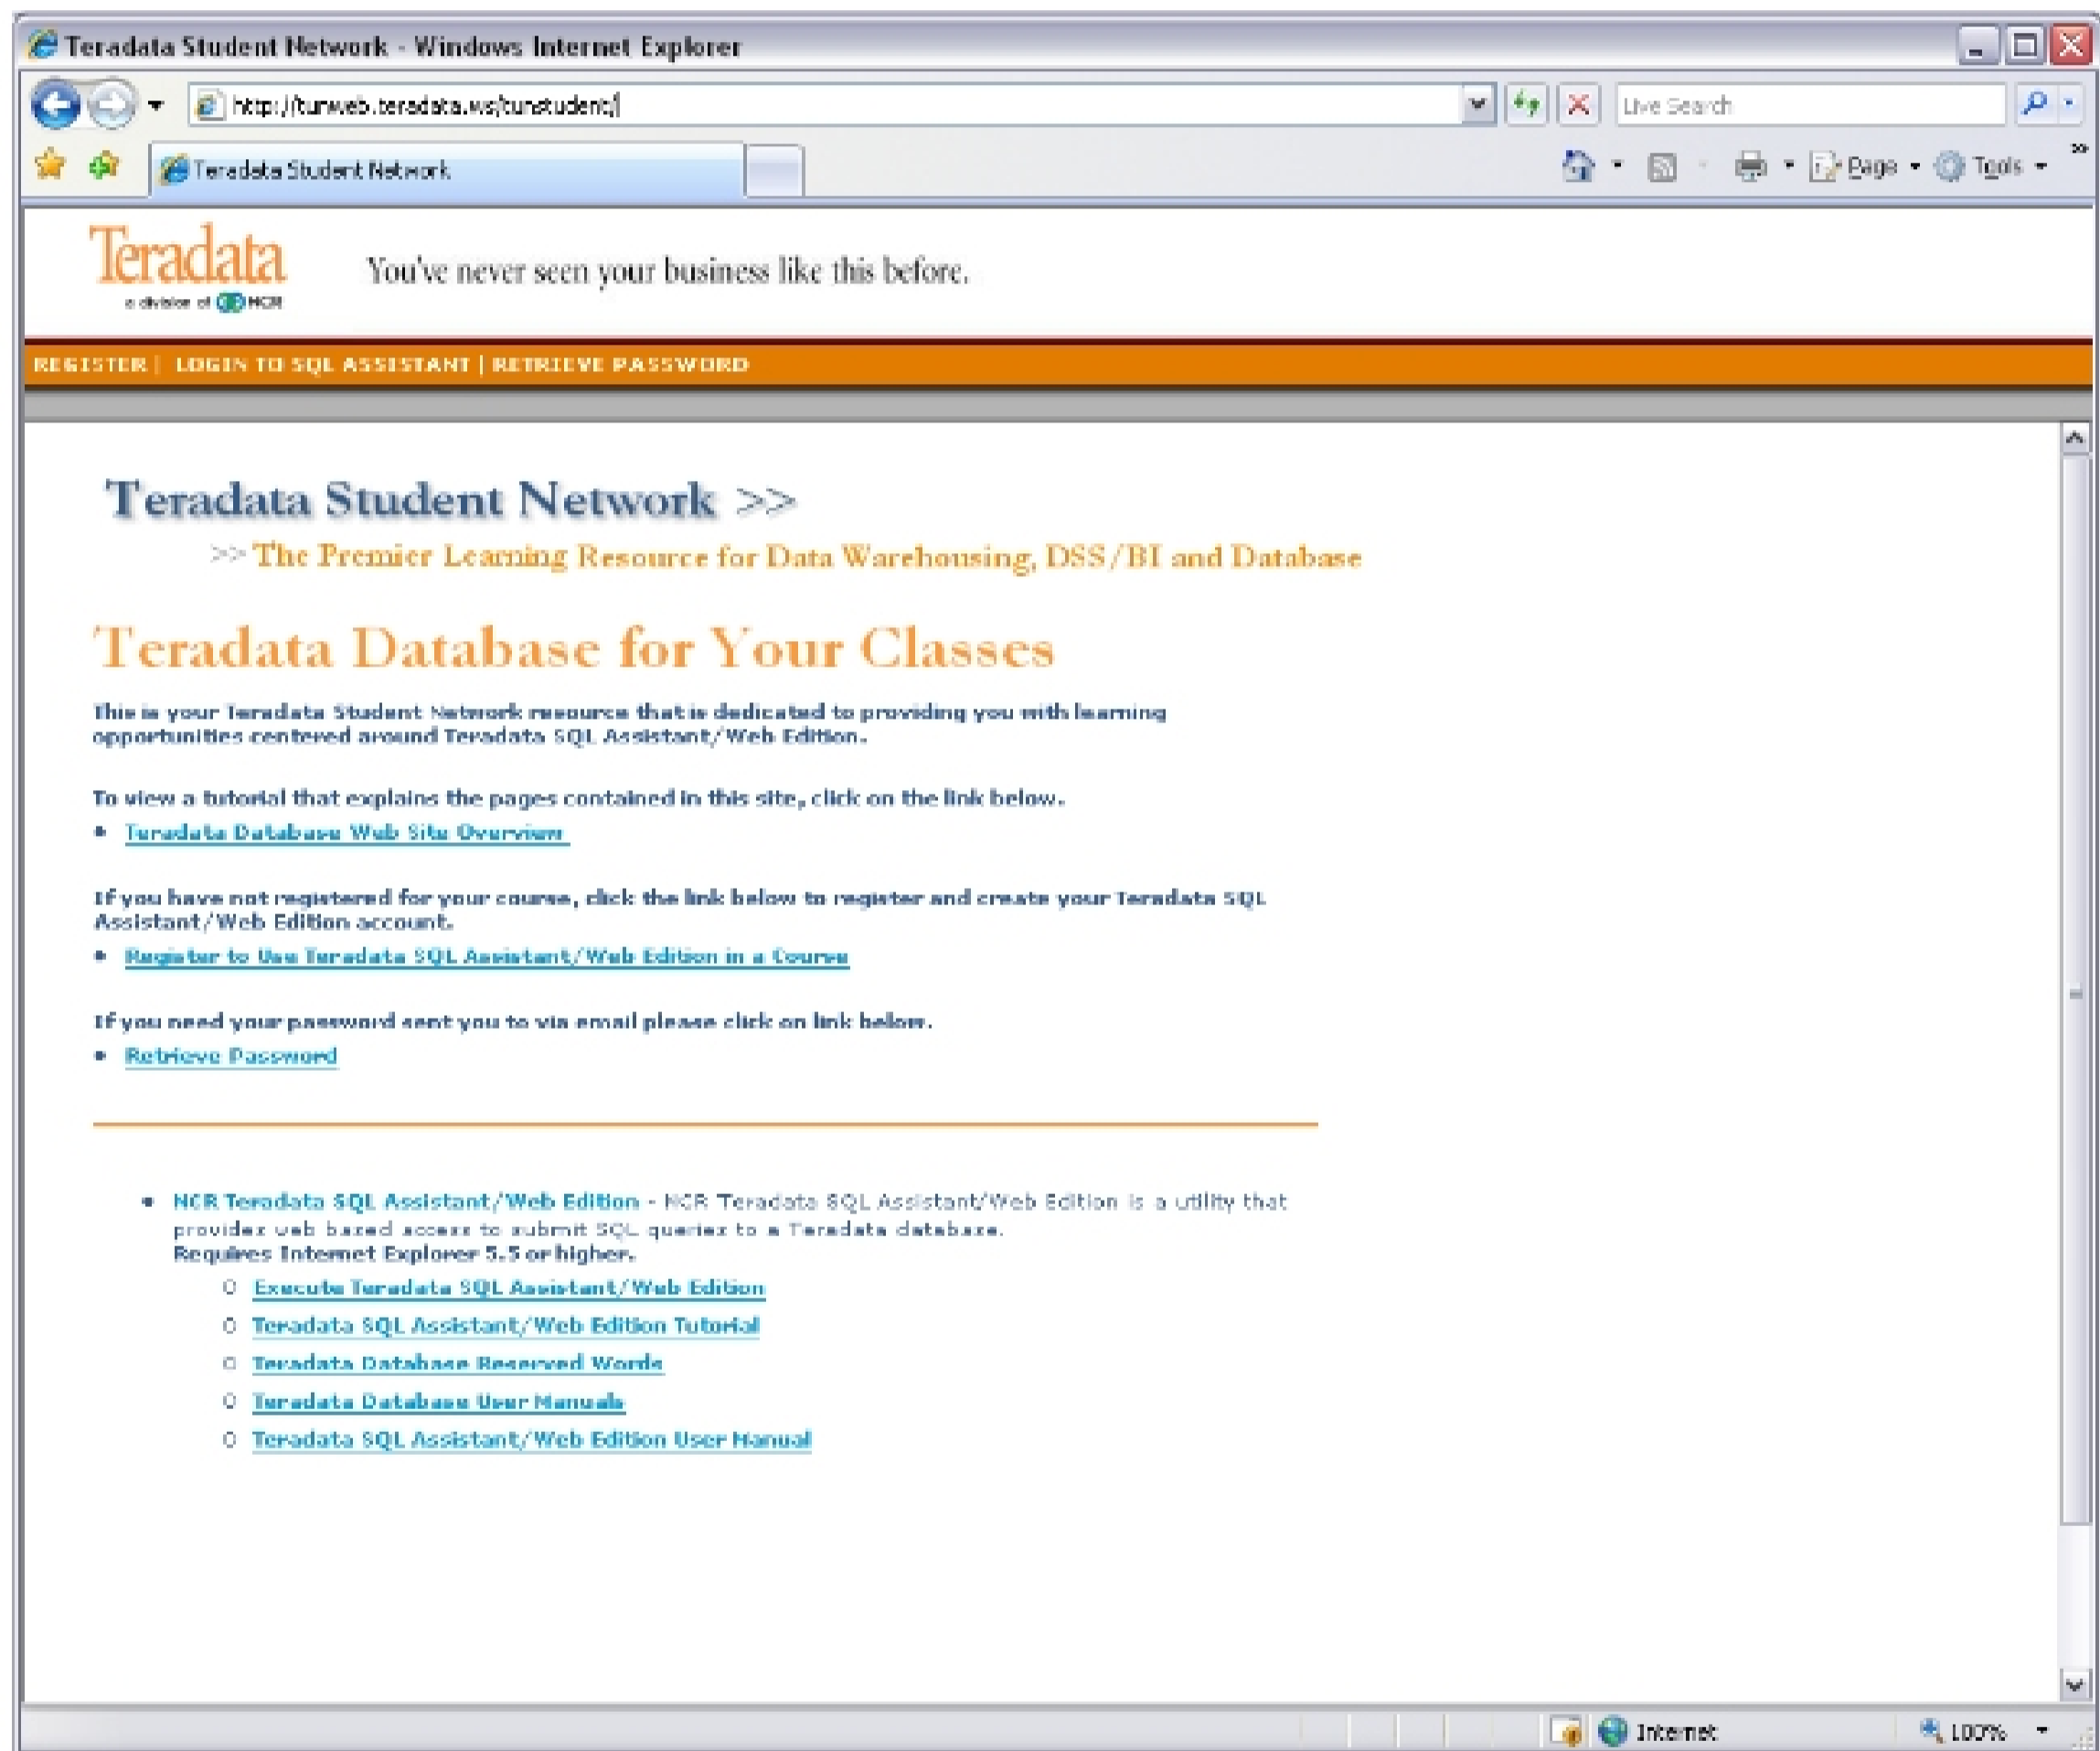 Teradata Student Network - Windows Internet Explorer
http://tunweb.teradata.ws/tunstudent/
Live Search
Teradata Student Network
Page
Tools
Teradata
a division of NCR
You've never seen your business like this before.
REGISTER | LOGIN TO SQL ASSISTANT | RETRIEVE PASSWORD
Teradata Student Network >>
>> The Premier Learning Resource for Data Warehousing, DSS/BI and Database
Teradata Database for Your Classes
This is your Teradata Student Network resource that is dedicated to providing you with learning
opportunities centered around Teradata SQL Assistant/Web Edition.
To view a tutorial that explains the pages contained in this site, click on the link below.
• Teradata Database Web Site Overview
If you have not registered for your course, click the link below to register and create your Teradata SQL
Assistant/Web Edition account.
• Register to Use Teradata SQL Assistant/Web Edition in a Course
If you need your password sent you to via email please click on link below.
• Retrieve Password
• NCR Teradata SQL Assistant/Web Edition - NCR Teradata SQL Assistant/Web Edition is a utility that
provides web based access to submit SQL queries to a Teradata database.
Requires Internet Explorer 5.5 or higher.
o Execute Teradata SQL Assistant/Web Edition
o Teradata SQL Assistant/Web Edition Tutorial
o Teradata Database Reserved Words
o Teradata Database User Manuals
o Teradata SQL Assistant/Web Edition User Manual
Internet
100%